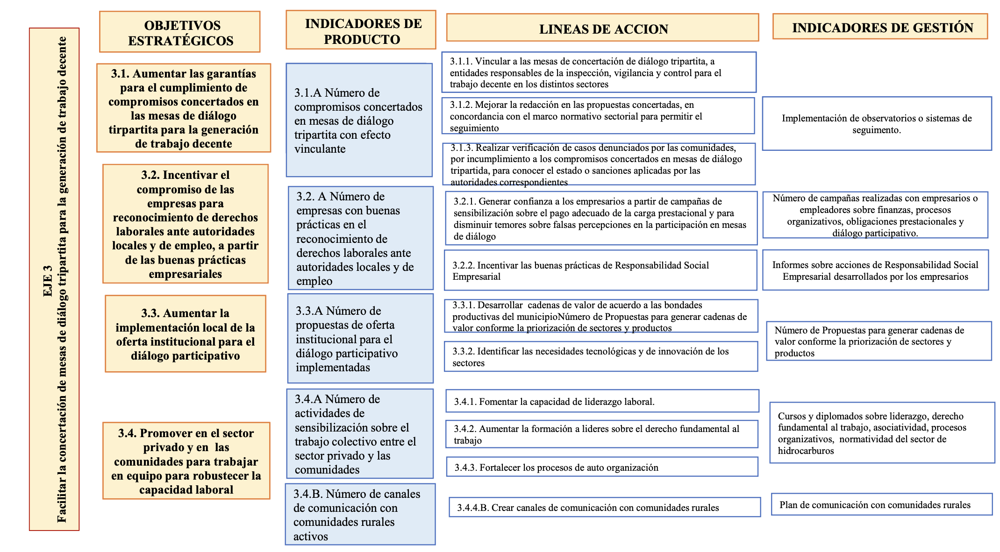 EJE 3
Facilitar la concertación de mesas de diálogo tripartita para la generación de trabajo decente
OBJETIVOS
ESTRATÉGICOS
INDICADORES DE
PRODUCTO
LINEAS DE ACCION
INDICADORES DE GESTIÓN
3.1. Aumentar las garantías
para el cumplimiento de
compromisos concertados en
las mesas de diálogo
tirpartita para la generación
de trabajo decente
3.1.A Número de
compromisos concertados
en mesas de diálogo
tripartita con efecto
vinculante
3.1.1. Vincular a las mesas de concertación de diálogo tripartita, a
entidades responsables de la inspección, vigilancia y control para el
trabajo decente en los distintos sectores
3.1.2. Mejorar la redacción en las propuestas concertadas, en
concordancia con el marco normativo sectorial para permitir el
seguimiento
3.1.3. Realizar verificación de casos denunciados por las comunidades,
por incumplimiento a los compromisos concertados en mesas de diálogo
tripartida, para conocer el estado o sanciones aplicadas por las
autoridades correspondientes
Implementación de observatorios o sistemas de
seguimento.
3.2. Incentivar el
compromiso de las
empresas para
reconocimiento de derechos
laborales ante autoridades
locales y de empleo, a partir
de las buenas prácticas
empresariales
3.2. A Número de
empresas con buenas
prácticas en el
reconocimiento de
derechos laborales ante
autoridades locales y de
empleo
3.2.1. Generar confianza a los empresarios a partir de campañas de
sensibilización sobre el pago adecuado de la carga prestacional y para
disminuir temores sobre falsas percepciones en la participación en mesas
de diálogo
3.2.2. Incentivar las buenas prácticas de Responsabilidad Social
Empresarial
Número de campañas realizadas con empresarios o
empleadores sobre finanzas, procesos
organizativos, obligaciones prestacionales y
diálogo participativo.
Informes sobre acciones de Responsabilidad Social
Empresarial desarrollados por los empresarios
3.3. Aumentar la
implementación local de la
oferta institucional para el
diálogo participativo
3.3.A Número de
propuestas de oferta
institucional para el
diálogo participativo
implementadas
3.3.1. Desarrollar  cadenas de valor de acuerdo a las bondades
productivas del municipioNúmero de Propuestas para generar cadenas de
valor conforme la priorización de sectores y productos
3.3.2. Identificar las necesidades tecnológicas y de innovación de los
sectores
Número de Propuestas para generar cadenas de
valor conforme la priorización de sectores y
productos
3.4. Promover en el sector
privado y en  las
comunidades para trabajar
en equipo para robustecer la
capacidad laboral
3.4.A Número de
actividades de
sensibilización sobre el
trabajo colectivo entre el
sector privado y las
comunidades
3.4.1. Fomentar la capacidad de liderazgo laboral.
3.4.2. Aumentar la formación a lideres sobre el derecho fundamental al
trabajo
3.4.3. Fortalecer los procesos de auto organización
Cursos y diplomados sobre liderazgo, derecho
fundamental al trabajo, asociatividad, procesos
organizativos,  normatividad del sector de
hidrocarburos
3.4.B. Número de canales
de comunicación con
comunidades rurales
activos
3.4.4.B. Crear canales de comunicación con comunidades rurales
Plan de comunicación con comunidades rurales